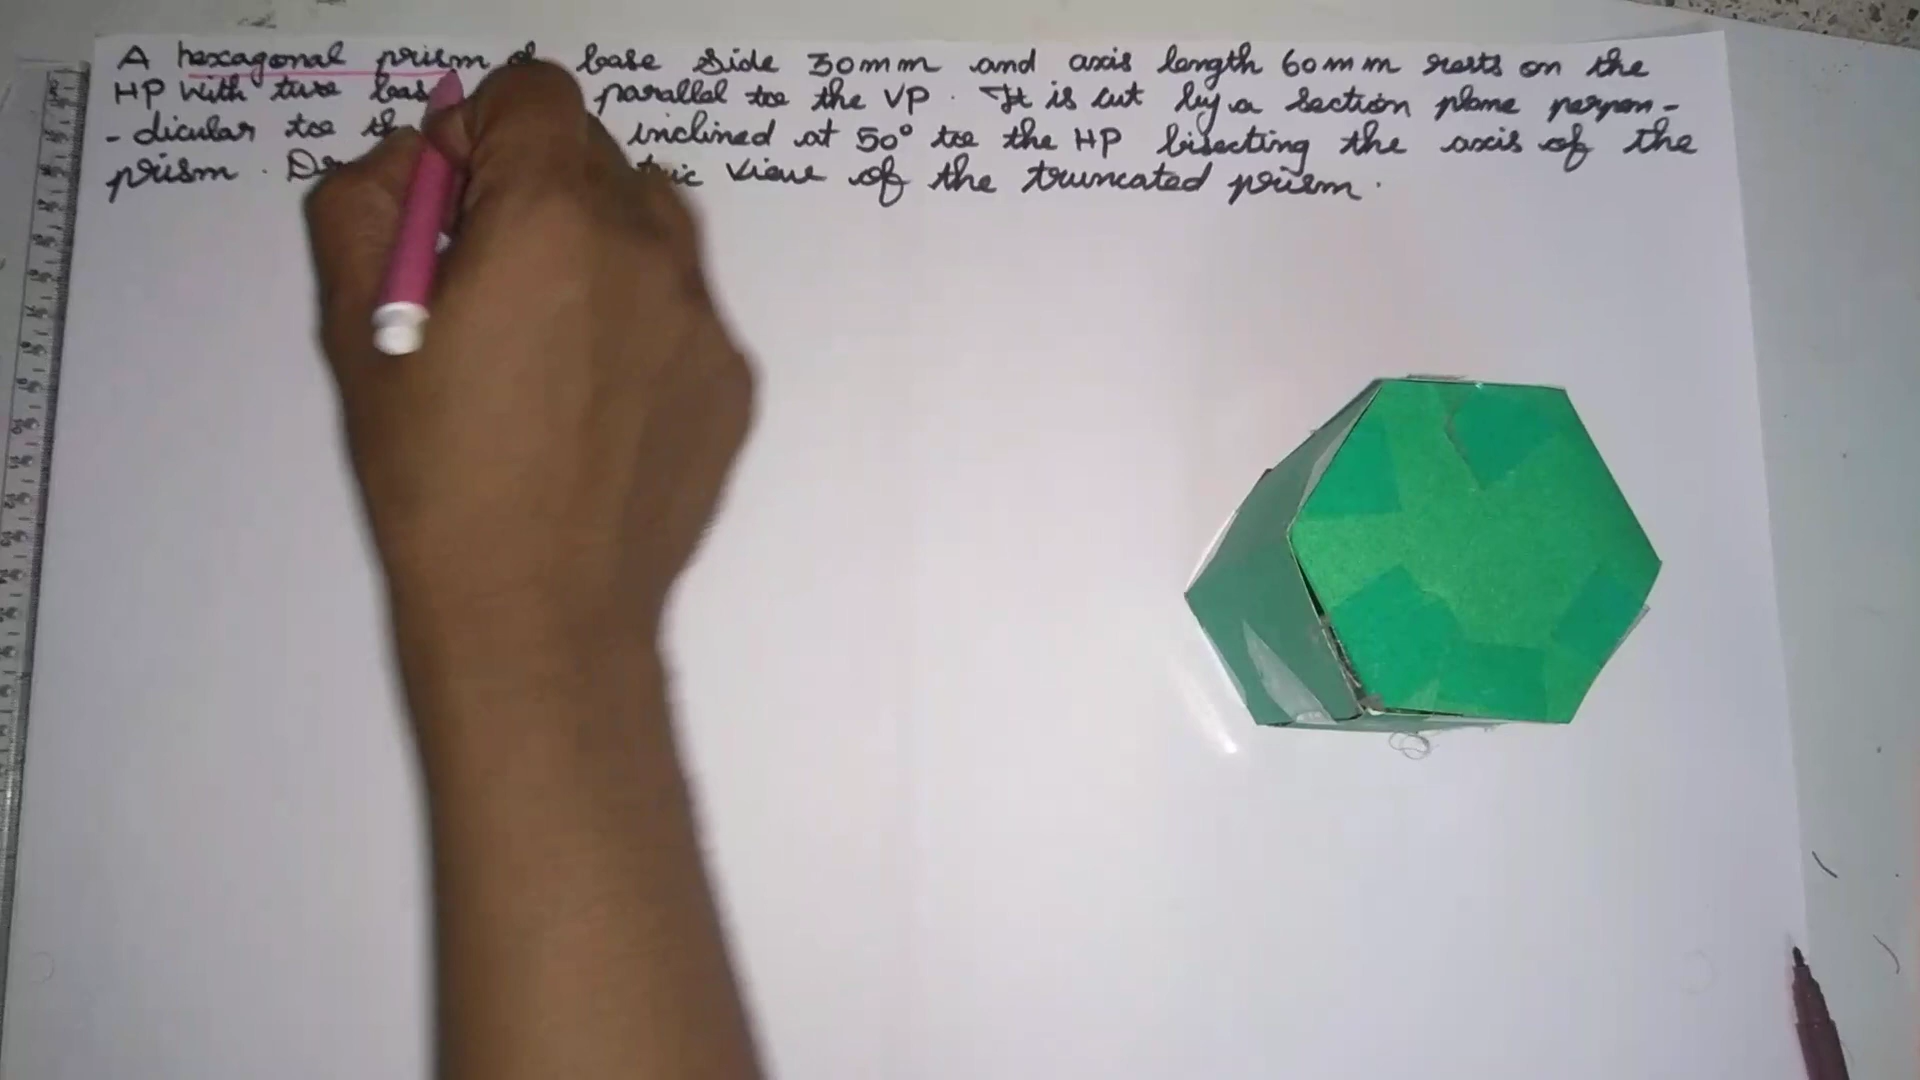 A hexagonal prism of base side 30mm and axis length 60mm rests on the
HP with two parallel to the VP. It is cut by a section plane perpen-
-dicular to inclined at 50° to the HP bisecting the axis of the
prism. view of the truncated prism.